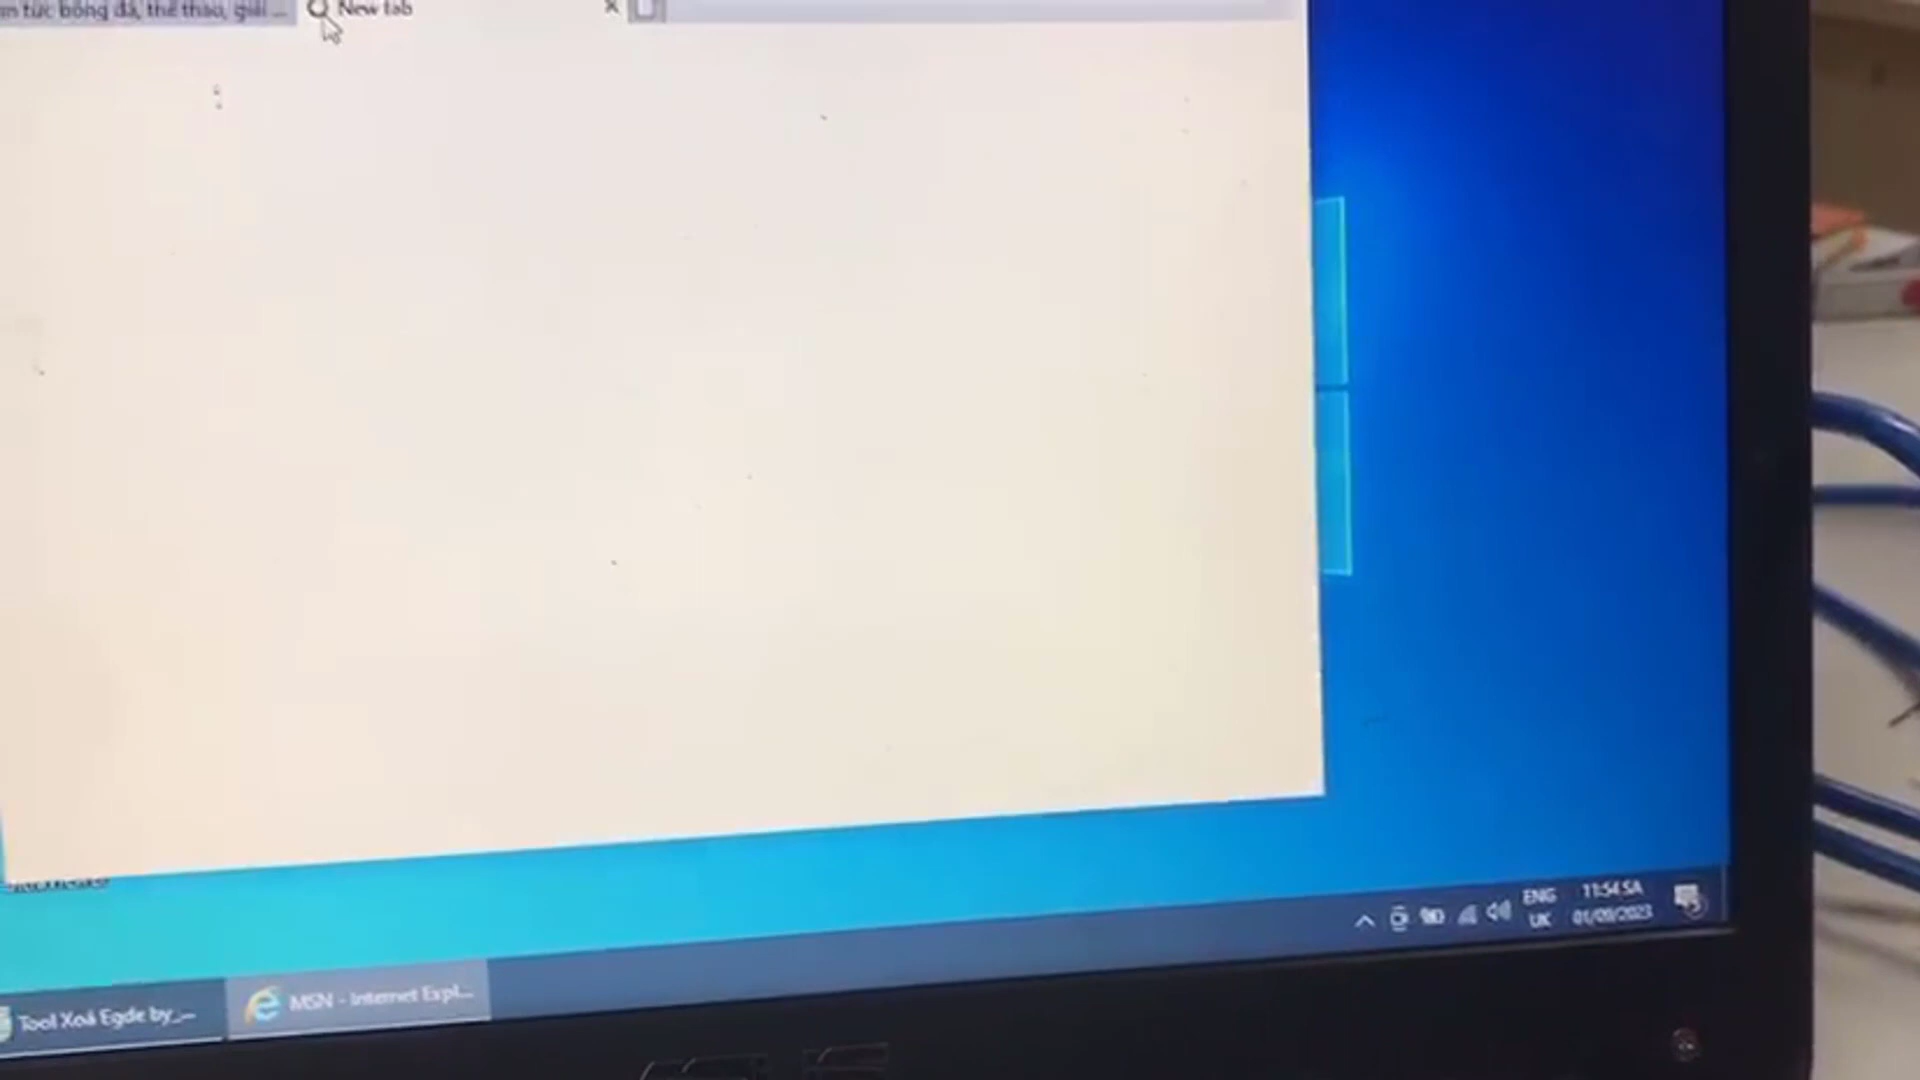 tức bóng đá, thể thao, giải ...
New tab
ENG
11:54 SA
UK
01/09/2023
Tool Xoá Egde by_...
MSN - Internet Expl...